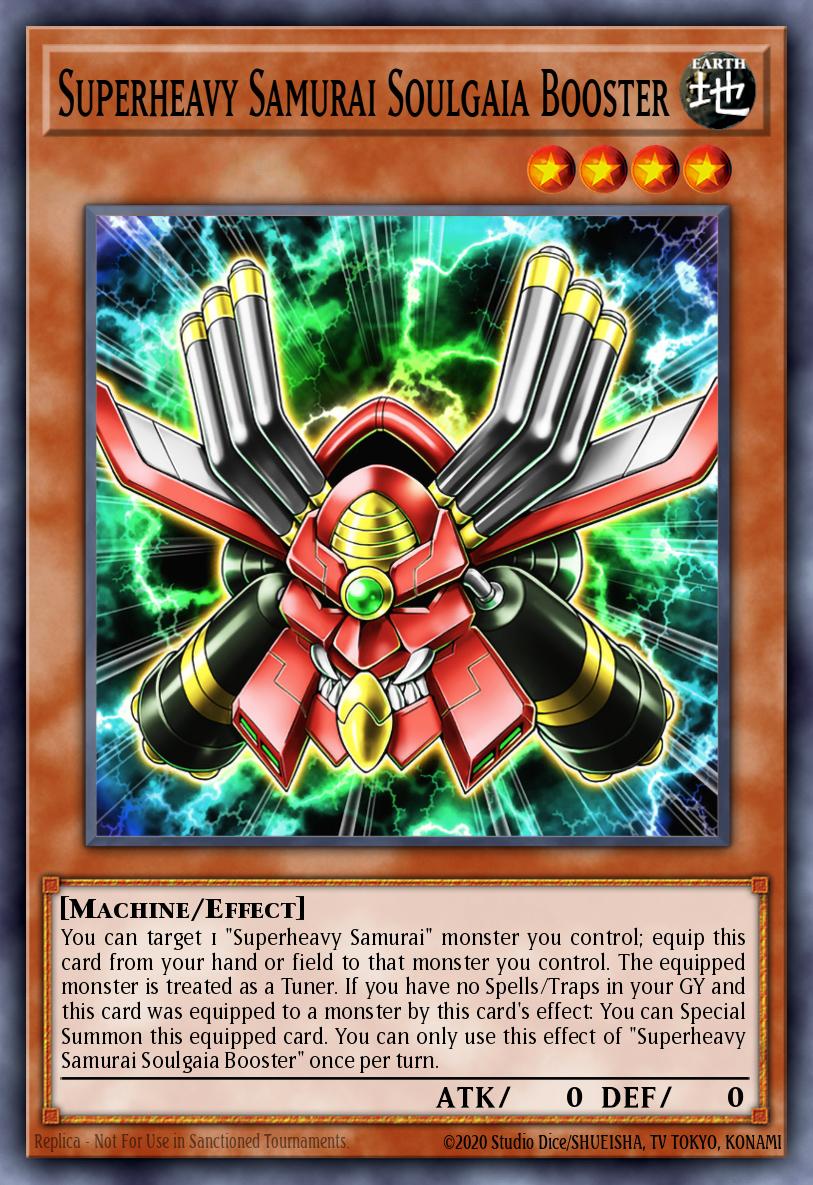 Superheavy Samurai Soulgaia Booster
EARTH
地
[Machine/Effect]
You can target 1 "Superheavy Samurai" monster you control; equip this
card from your hand or field to that monster you control. The equipped
monster is treated as a Tuner. If you have no Spells/Traps in your GY and
this card was equipped to a monster by this card's effect: You can Special
Summon this equipped card. You can only use this effect of "Superheavy
Samurai Soulgaia Booster" once per turn.
ATK/ 0 DEF/ 0
Replica - Not For Use in Sanctioned Tournaments.
©2020 Studio Dice/SHUEISHA, TV TOKYO, KONAMI